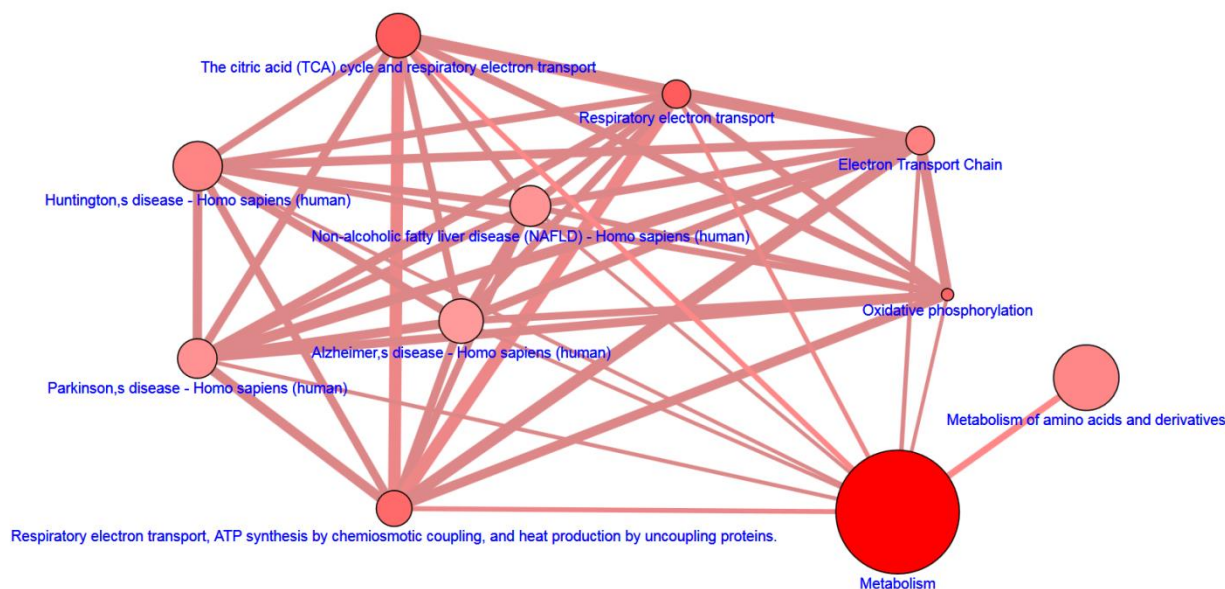 The citric acid (TCA) cycle and respiratory electron transport
Respiratory electron transport
Electron Transport Chain
Huntington,s disease - Homo sapiens (human)
Non-alcoholic fatty liver disease (NAFLD) - Homo sapiens (human)
Oxidative phosphorylation
Alzheimer,s disease - Homo sapiens (human)
Parkinson,s disease - Homo sapiens (human)
Metabolism of amino acids and derivatives
Respiratory electron transport, ATP synthesis by chemiosmotic coupling, and heat production by uncoupling proteins.
Metabolism